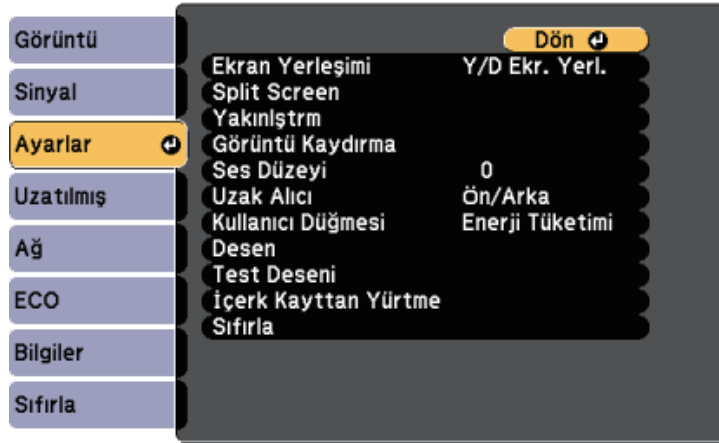 Görüntü
Sinyal
Ayarlar
Uzatılmış
Ağ
ECO
Bilgiler
Sıfırla
Dön
Ekran Yerleşimi Y/D Ekr. Yerl.
Split Screen
Yakınlştrm
Görüntü Kaydırma
Ses Düzeyi 0
Uzak Alıcı Ön/Arka
Kullanıcı Düğmesi Enerji Tüketimi
Desen
Test Deseni
İçerk Kayttan Yürtme
Sıfırla